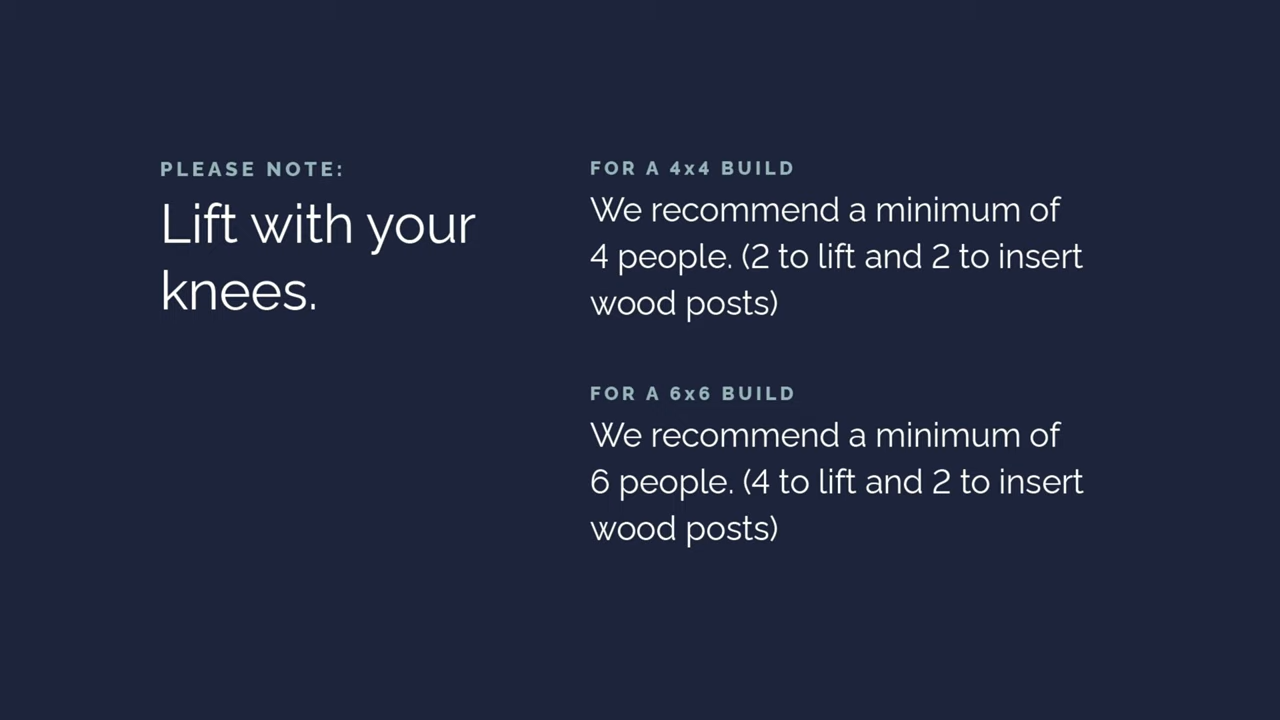 PLEASE NOTE:
Lift with your
knees.
FOR A 4x4 BUILD
We recommend a minimum of
4 people. (2 to lift and 2 to insert
wood posts)
FOR A 6x6 BUILD
We recommend a minimum of
6 people. (4 to lift and 2 to insert
wood posts)